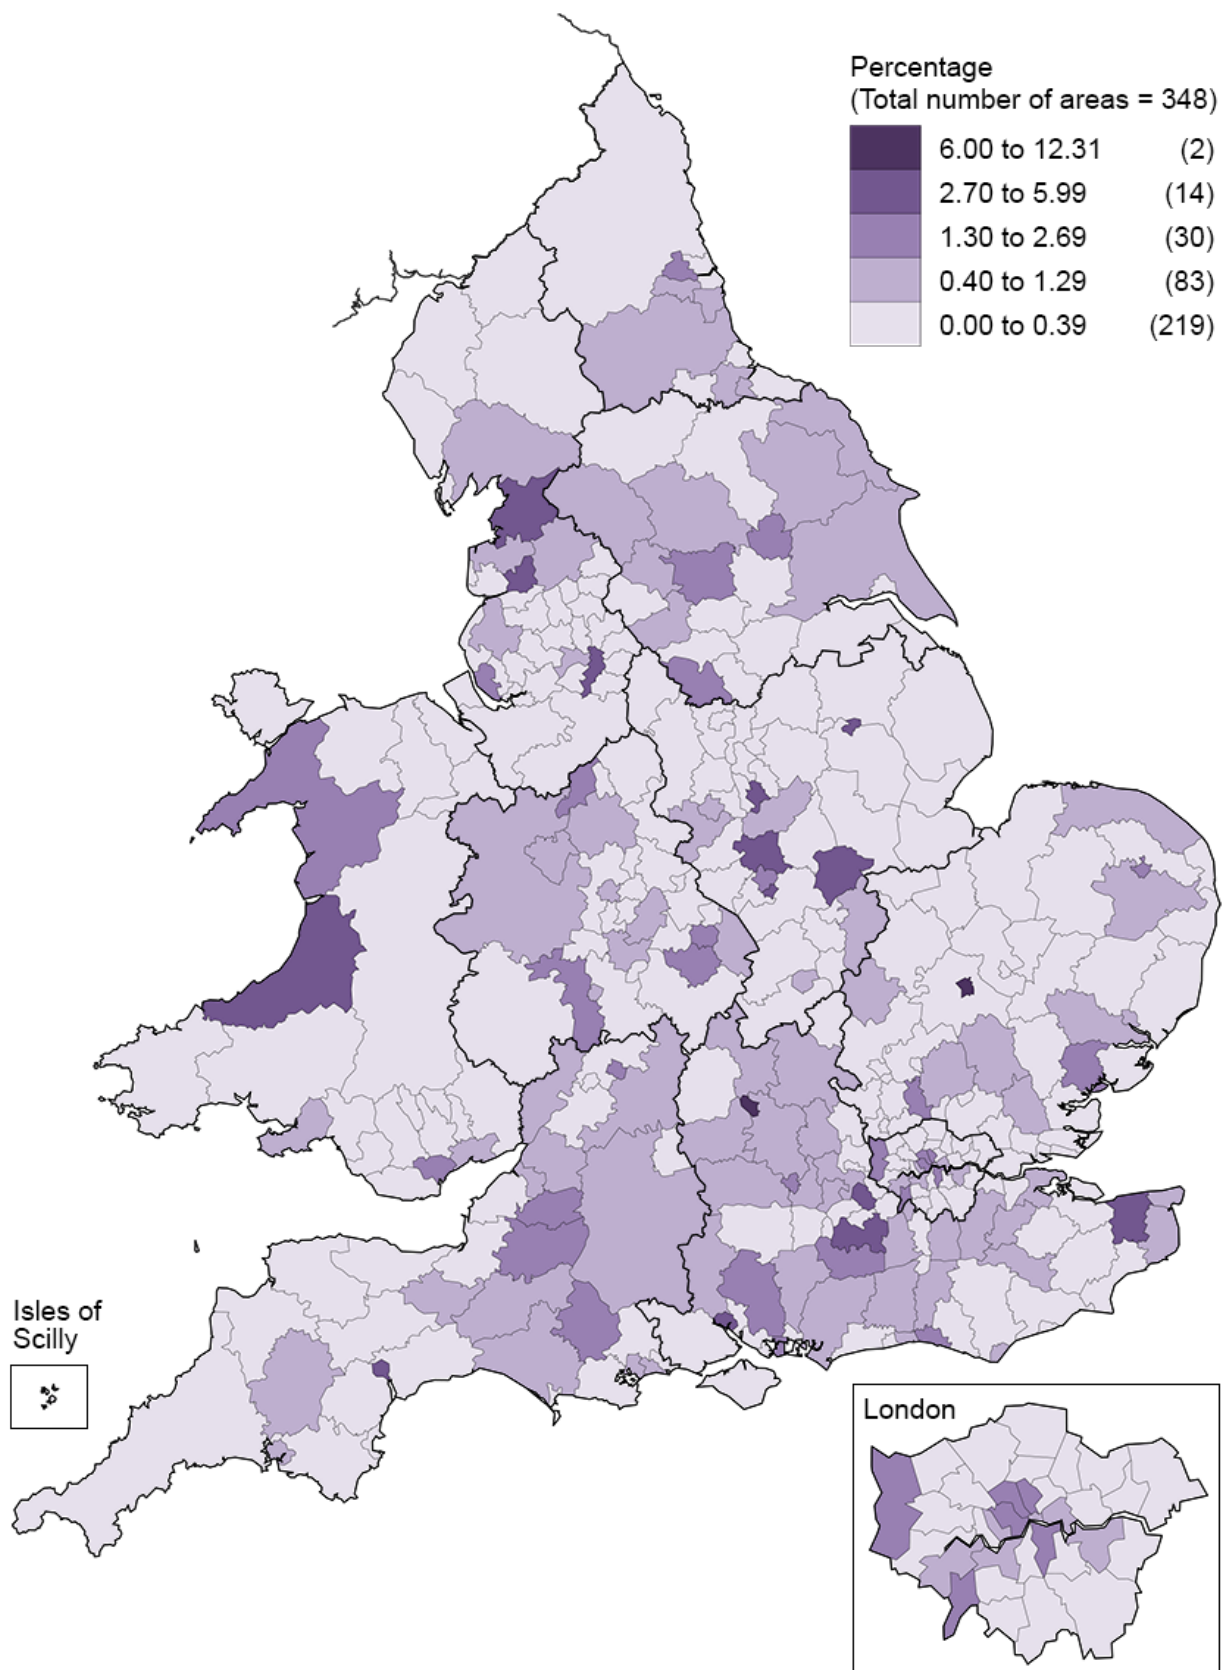 Percentage
(Total number of areas = 348)
6.00 to 12.31 (2)
2.70 to 5.99 (14)
1.30 to 2.69 (30)
0.40 to 1.29 (83)
0.00 to 0.39 (219)
Isles of
Scilly
London